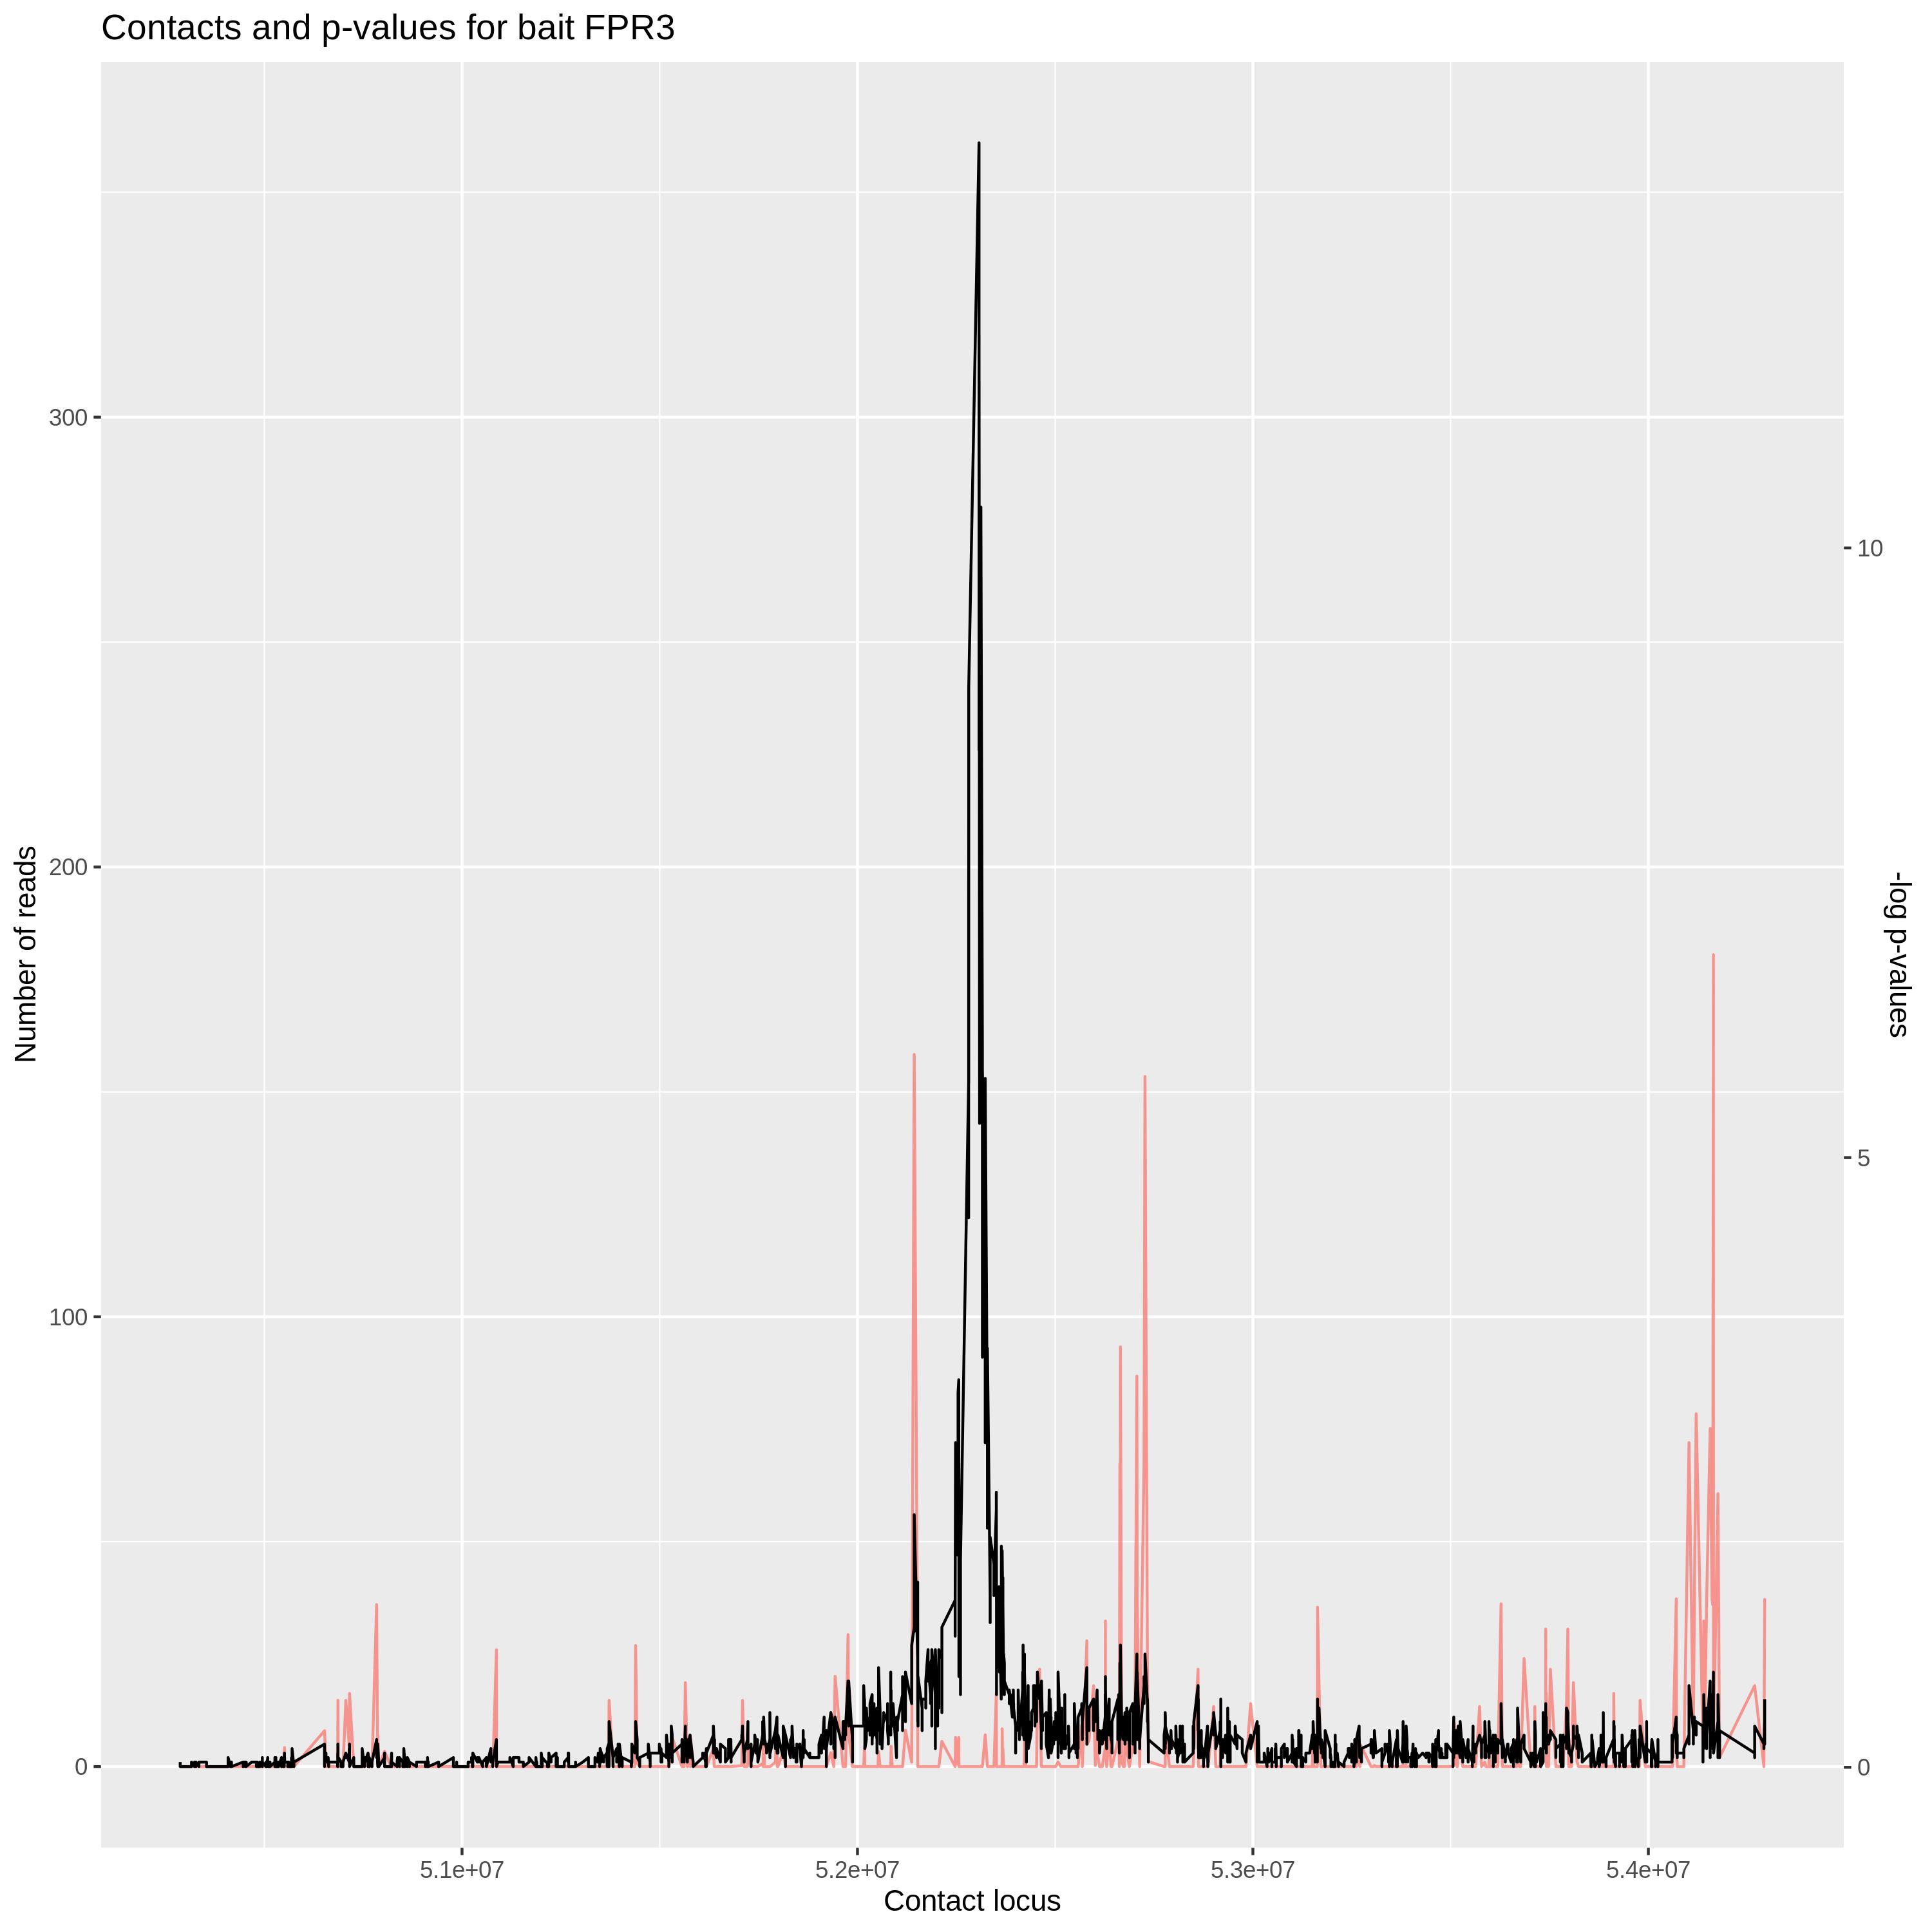 Contacts and p-values for bait FPR3
300
200
100
0
10
5
0
Number of reads
-log p-values
5.1e+07
5.2e+07
5.3e+07
5.4e+07
Contact locus